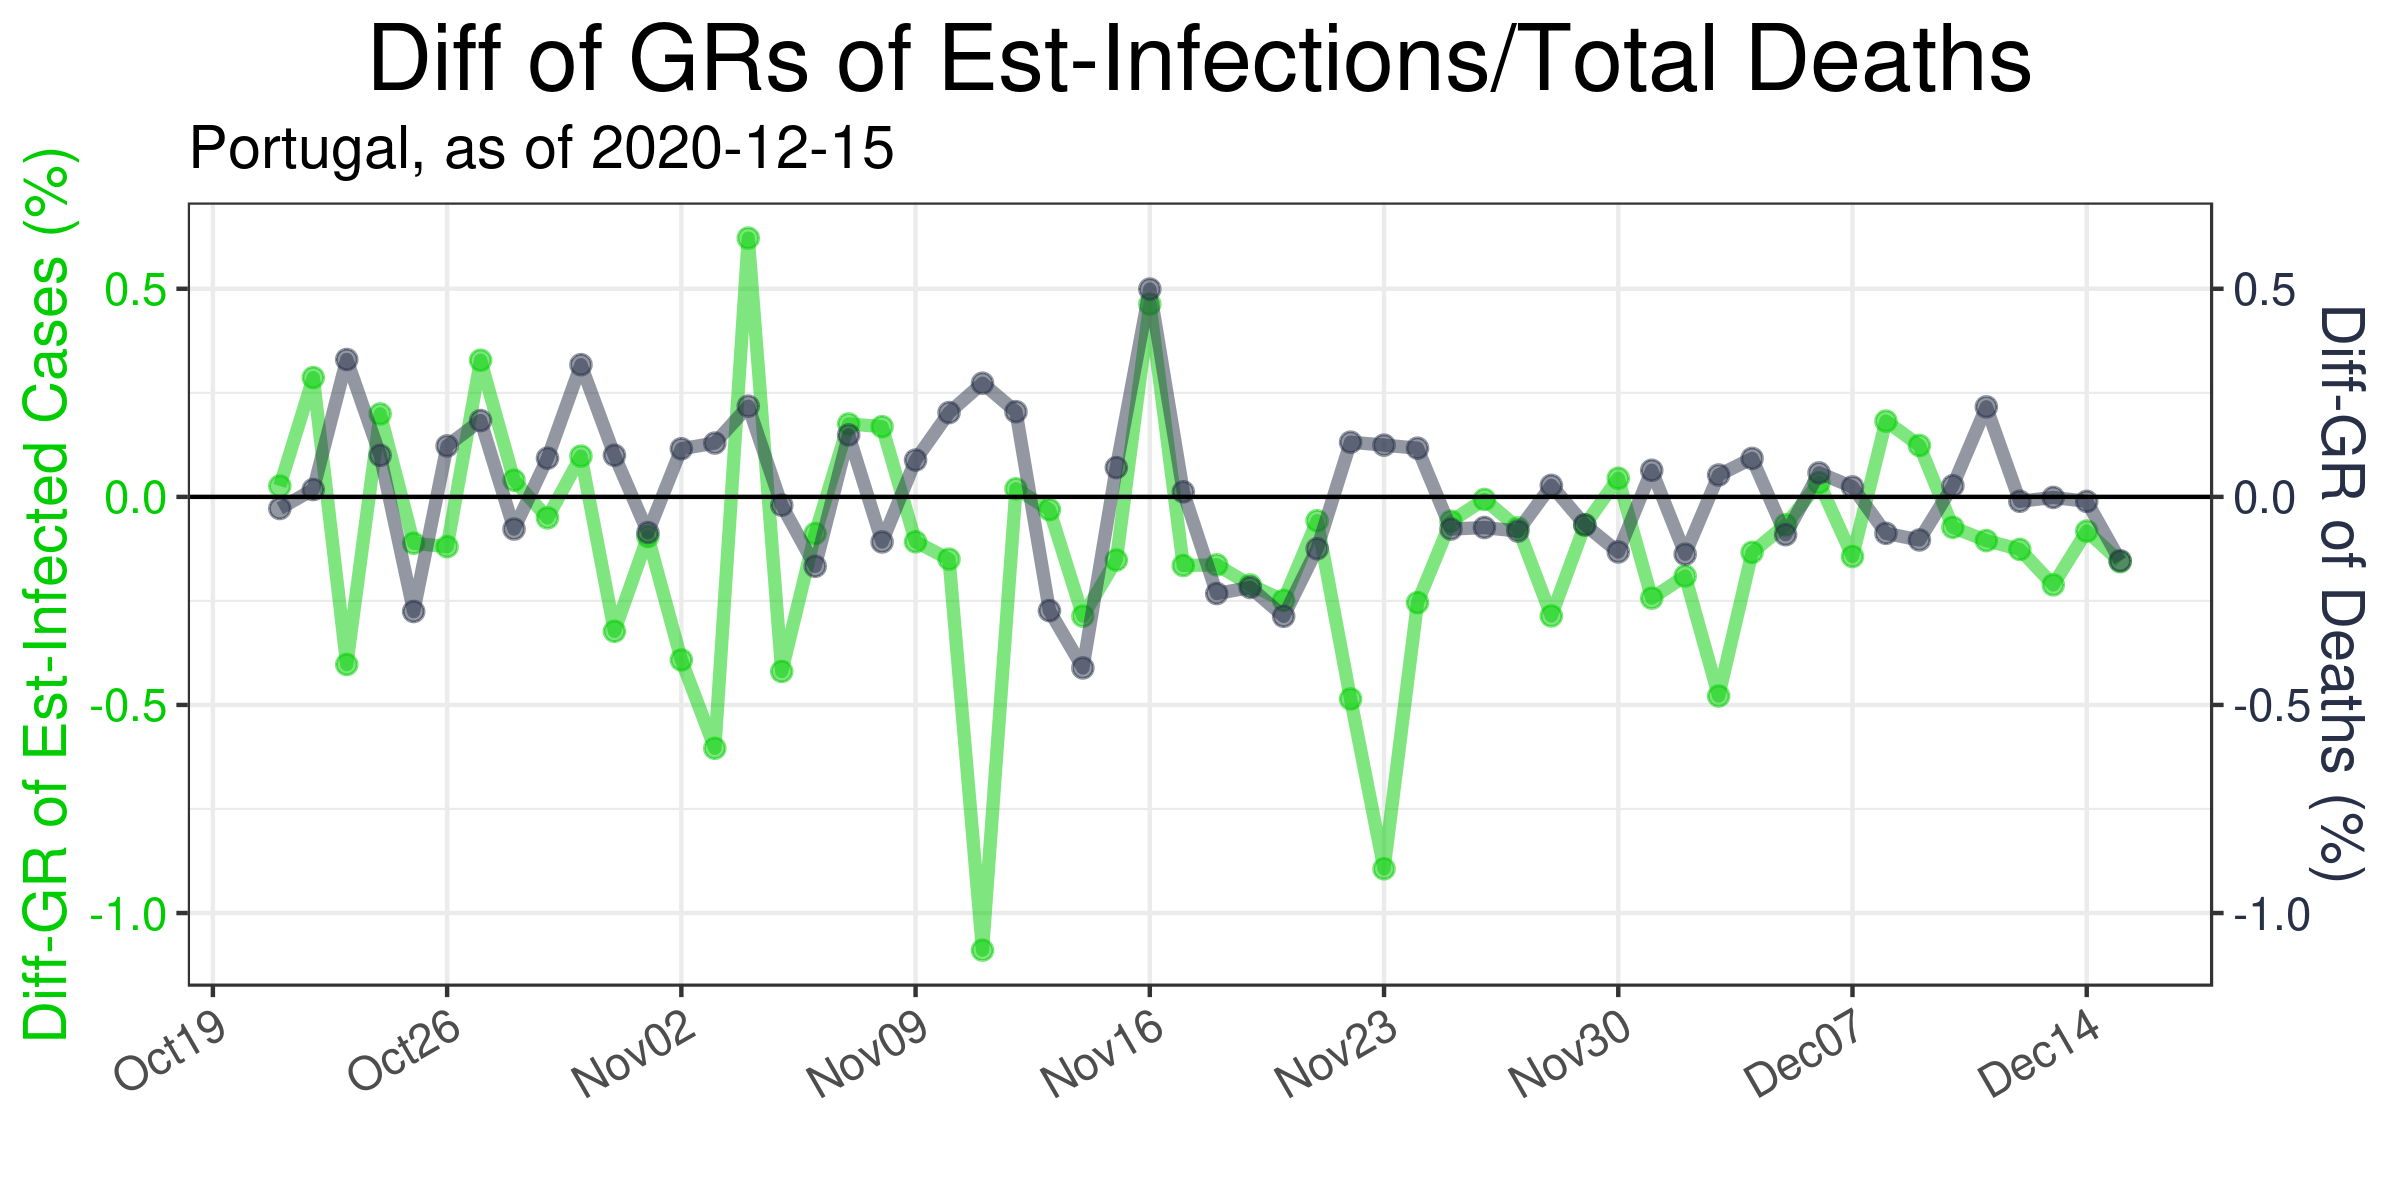 Diff of GRs of Est-Infections/Total Deaths
Portugal, as of 2020-12-15
Diff-GR of Est-Infected Cases (%)
0.5
0.0
-0.5
-1.0
0.5
0.0
-0.5
-1.0
Diff-GR of Deaths (%)
Oct19 Oct26 Nov02 Nov09 Nov16 Nov23 Nov30 Dec07 Dec14